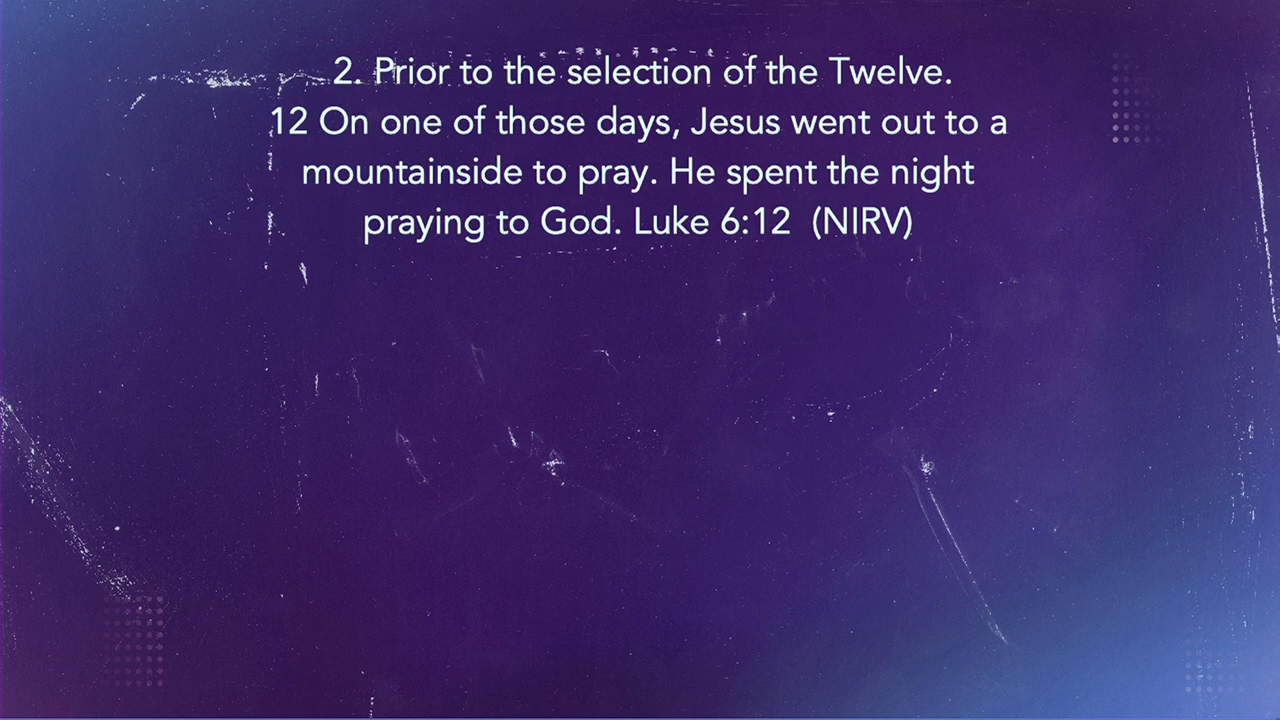 2. Prior to the selection of the Twelve.
12 On one of those days, Jesus went out to a
mountainside to pray. He spent the night
praying to God. Luke 6:12  (NIRV)